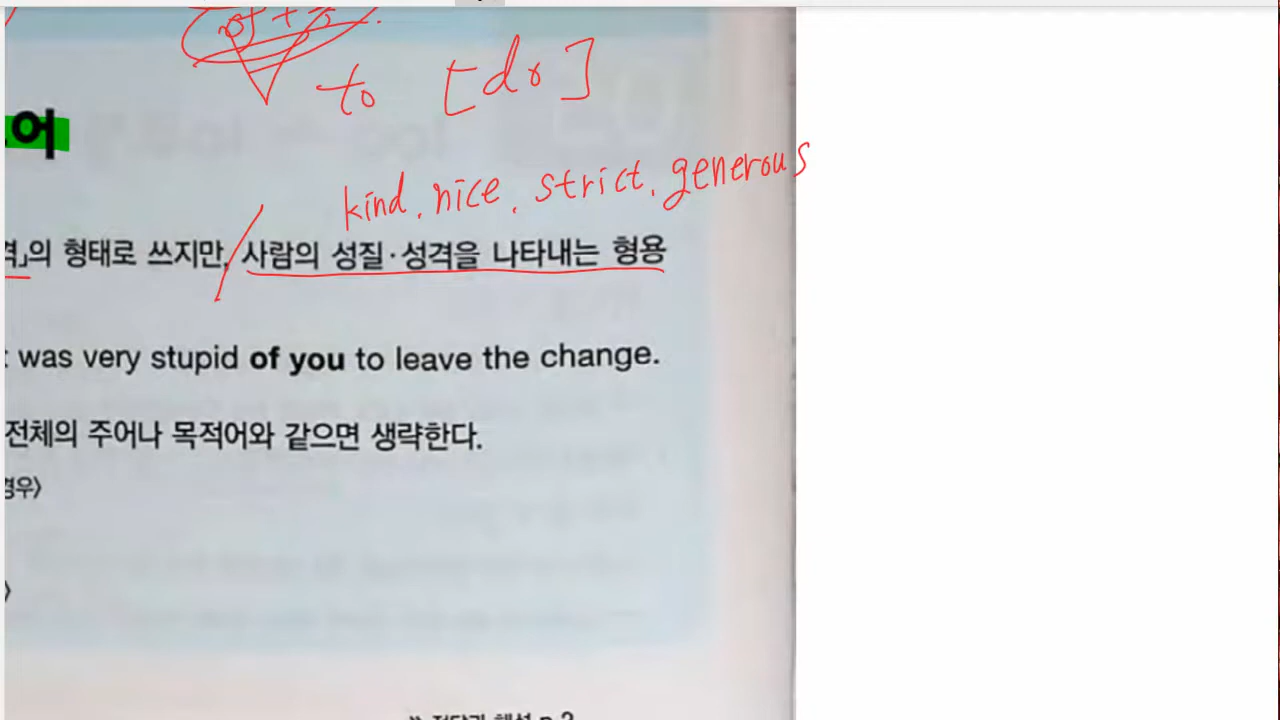 of +
to [do]
어
kind, nice, strict, generous
격」의 형태로 쓰지만, 사람의 성질·성격을 나타내는 형용
was very stupid of you to leave the change.
전체의 주어나 목적어와 같으면 생략한다.
경우〉